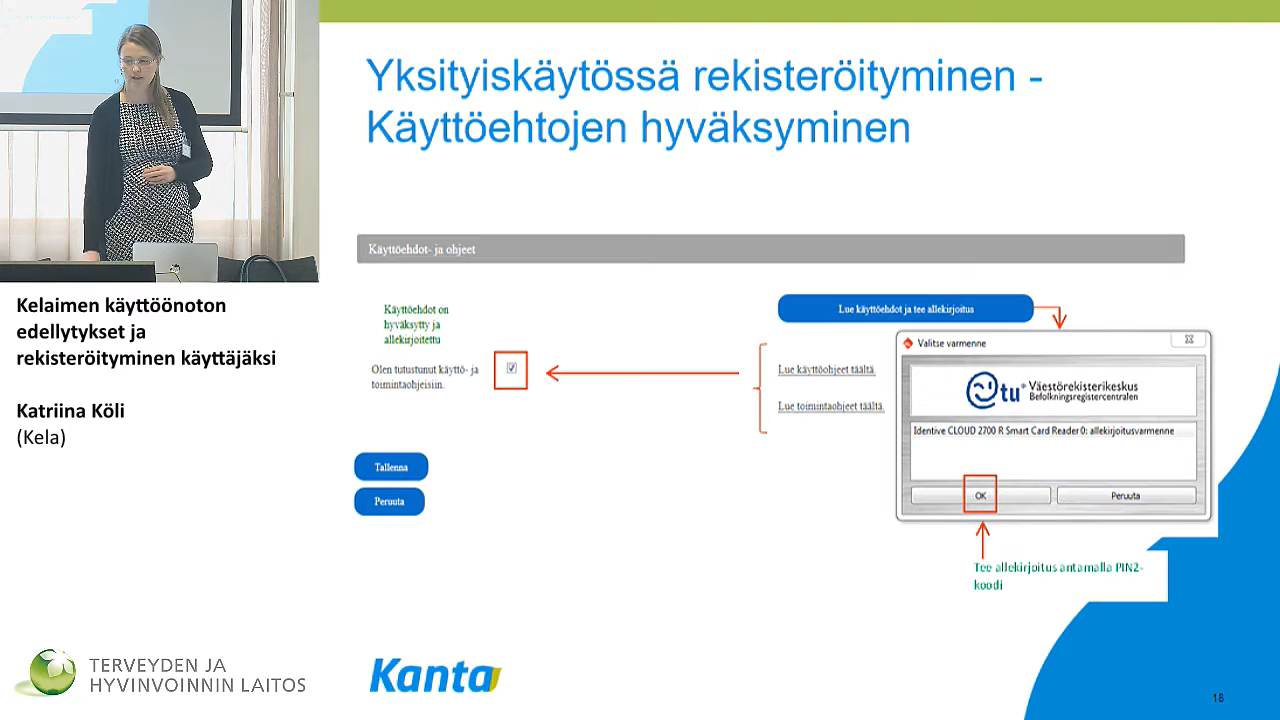 Yksityiskäytössä rekisteröityminen -
Käyttöehtojen hyväksyminen
Kelaimen käyttöönoton
edellytykset ja
rekisteröityminen käyttäjäksi
Katriina Köli
(Kela)
Käyttöehdot- ja ohjeet
Käyttöehdot on
hyväksytty ja
allekirjoitettu
Olen tutustunut käyttö- ja
toimintaohjeisiin.
Lue käyttöehdot ja tee allekirjoitus
Lue käyttöohjeet täältä.
Lue toimintaohjeet täältä.
Tallenna
Peruuta
Valitse varmenne
etu
Väestörekisterikeskus
Befolkningsregistercentralen
Identive CLOUD 2700 R Smart Card Reader 0: allekirjoitusvarmenne
OK
Peruuta
Tee allekirjoitus antamalla PIN2-
koodi
TERVEYDEN JA
HYVINVOINNIN LAITOS
Kanta
18